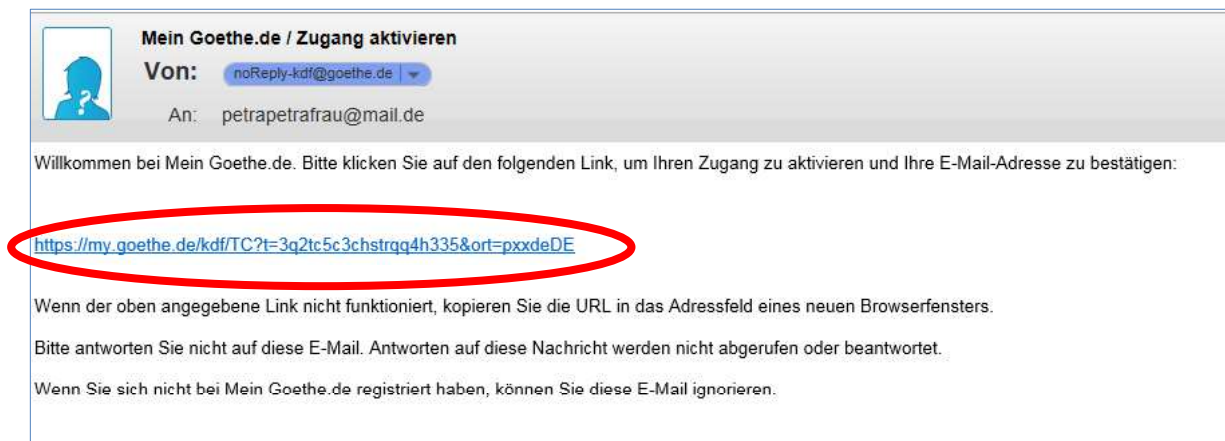 Mein Goethe.de / Zugang aktivieren
Von: noReply-kdf@goethe.de
An: petrapetrafrau@mail.de
Willkommen bei Mein Goethe.de. Bitte klicken Sie auf den folgenden Link, um Ihren Zugang zu aktivieren und Ihre E-Mail-Adresse zu bestätigen:
https://my.goethe.de/kdf/TC?t=3q2tc5c3chstrqq4h335&ort=pxxdeDE
Wenn der oben angegebene Link nicht funktioniert, kopieren Sie die URL in das Adressfeld eines neuen Browserfensters.
Bitte antworten Sie nicht auf diese E-Mail. Antworten auf diese Nachricht werden nicht abgerufen oder beantwortet.
Wenn Sie sich nicht bei Mein Goethe.de registriert haben, können Sie diese E-Mail ignorieren.